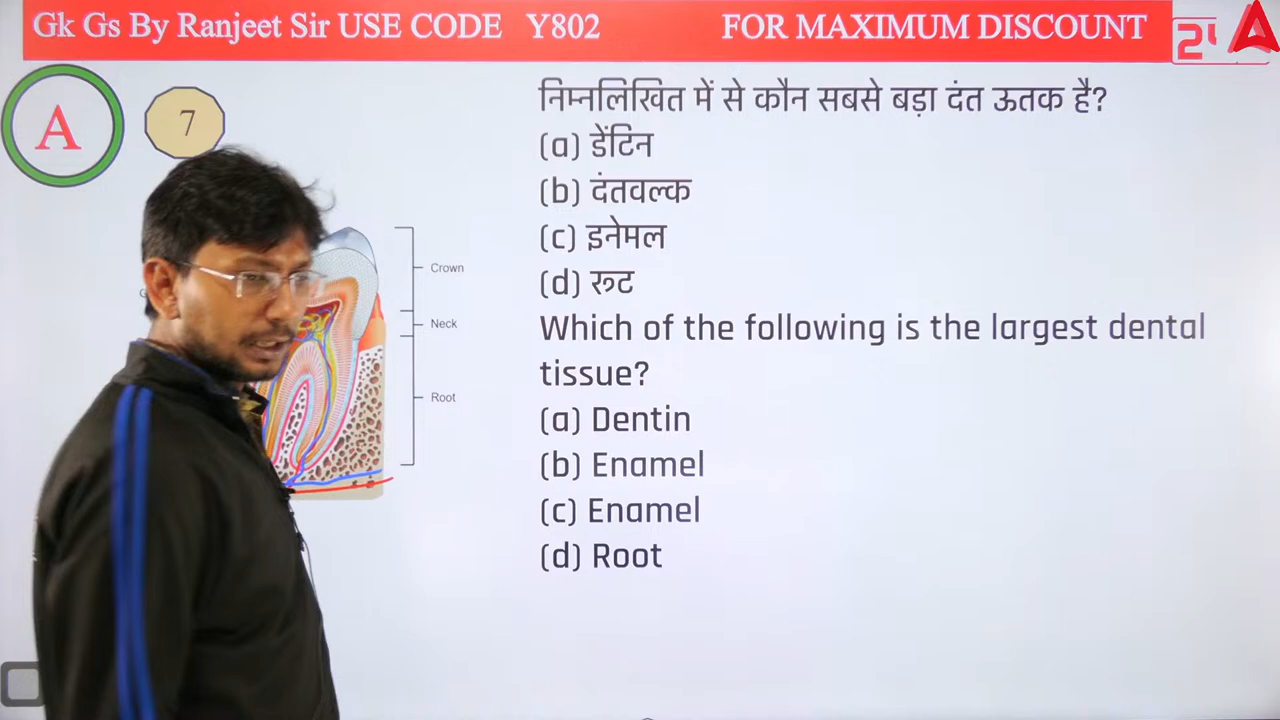 Gk Gs By Ranjeet Sir USE CODE Y802 FOR MAXIMUM DISCOUNT
A
7
निम्नलिखित में से कौन सबसे बड़ा दंत ऊतक है?
(a) डेंटिन
(b) दंतवल्क
(c) इनेमल
(d) रूट
Crown
Neck
Root
Which of the following is the largest dental
tissue?
(a) Dentin
(b) Enamel
(c) Enamel
(d) Root